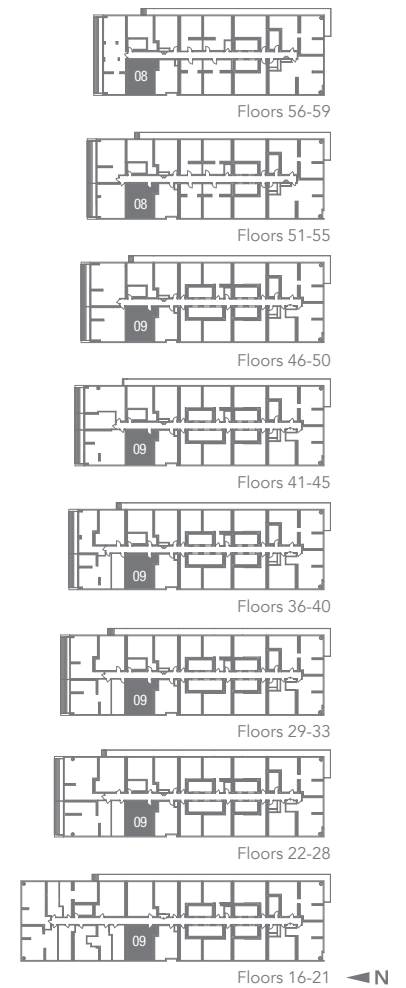 08
Floors 56-59
08
Floors 51-55
09
Floors 46-50
09
Floors 41-45
09
Floors 36-40
09
Floors 29-33
09
Floors 22-28
09
Floors 16-21 N